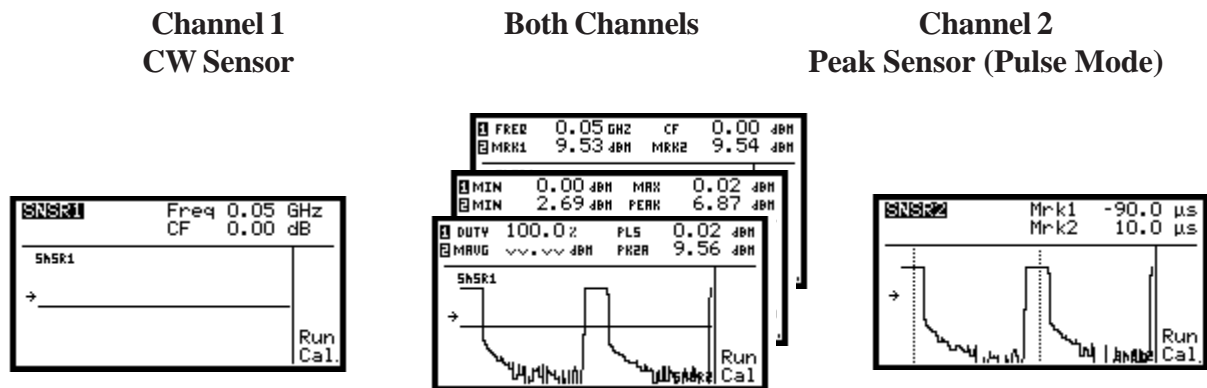 Channel 1
CW Sensor
Both Channels
Channel 2
Peak Sensor (Pulse Mode)
1 FREQ 0.05 GHZ CF 0.00 dBM
2 MRK1 9.53 dBM MRK2 9.54 dBM
1 MIN 0.00 dBM MAX 0.02 dBM
2 MIN 2.69 dBM PEAK 6.87 dBM
1 DUTY 100.0 % PLS 0.02 dBM
2 MAVG dBM PK2A 9.56 dBM
SNSR1
SNSR2
Run
Cal
SNSR1 Freq 0.05 GHz
CF 0.00 dB
SNSR1
Run
Cal.
SNSR2 Mrk1 -90.0 µs
Mrk2 10.0 µs
Run
Cal.